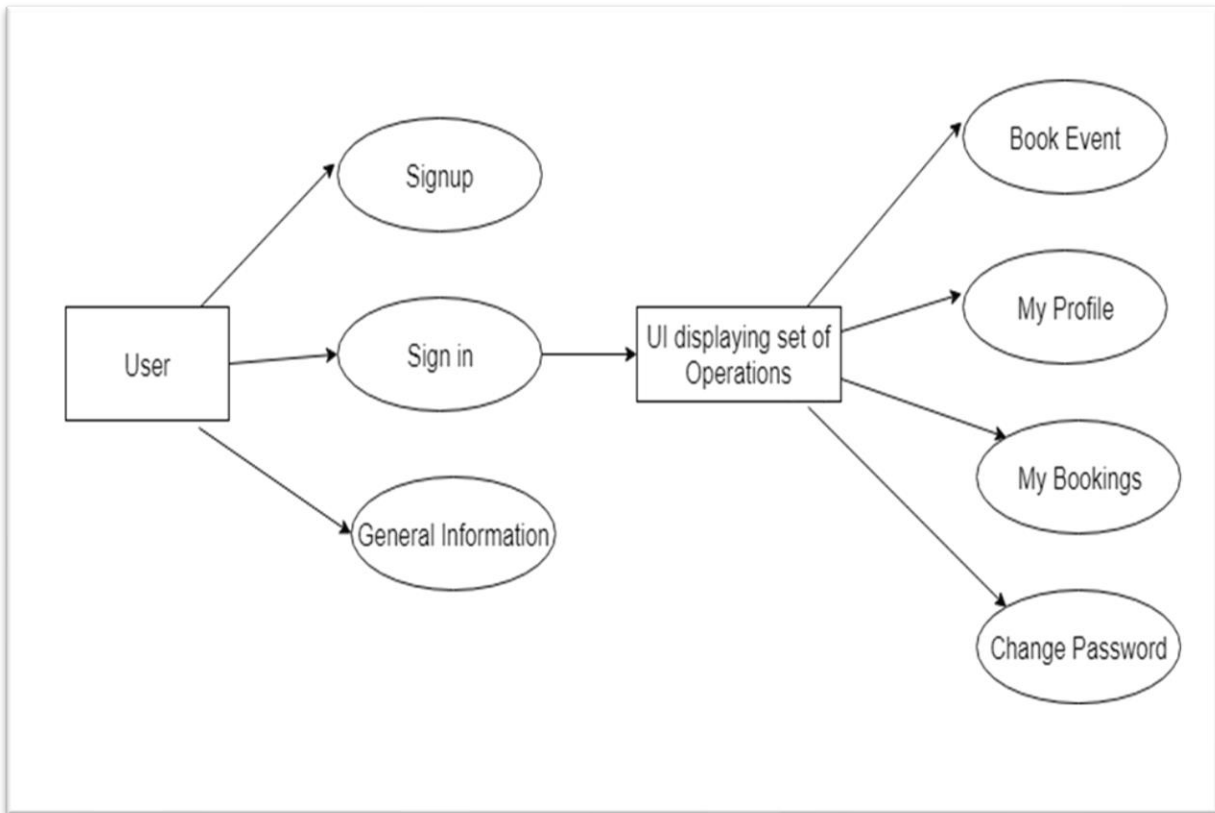 Signup
User
Sign in
General Information
UI displaying set of
Operations
Book Event
My Profile
My Bookings
Change Password